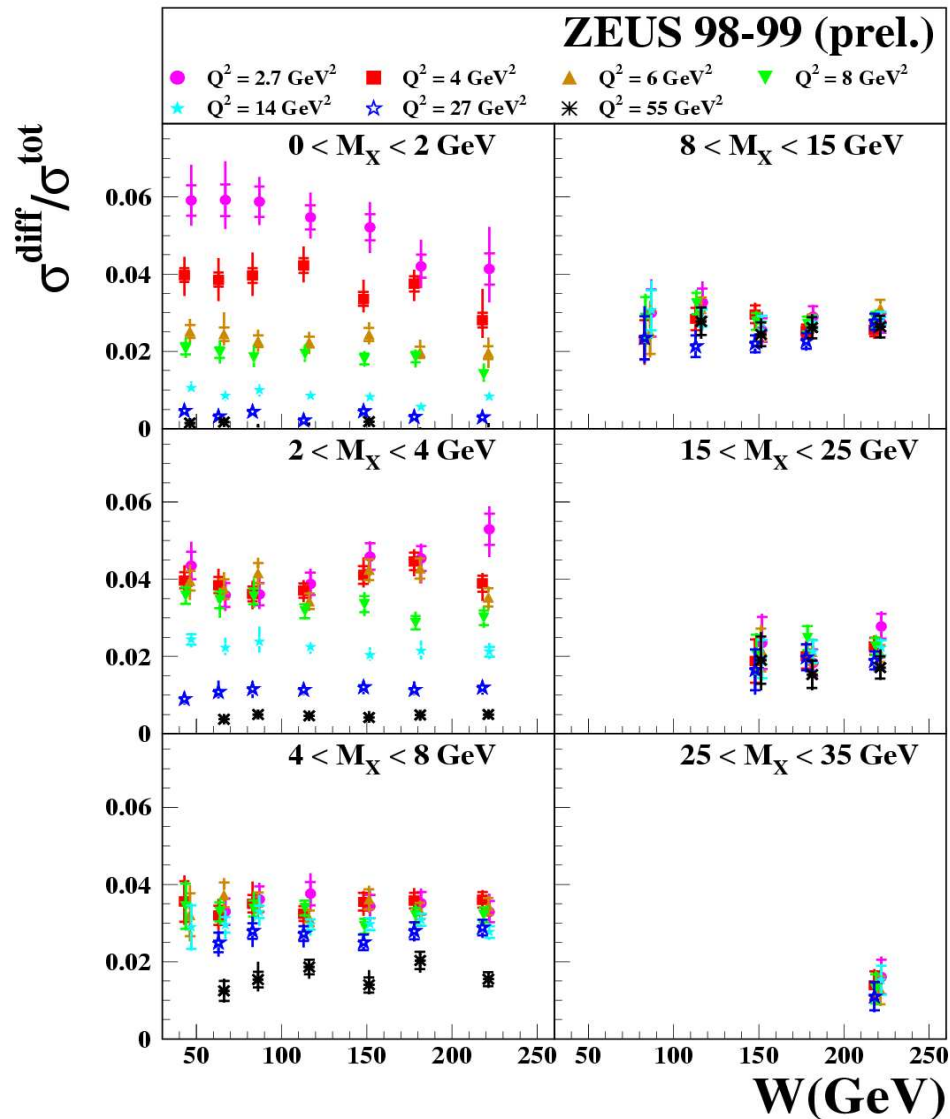 ZEUS 98-99 (prel.)
Q² = 2.7 GeV² Q² = 4 GeV² Q² = 6 GeV² Q² = 8 GeV²
Q² = 14 GeV² Q² = 27 GeV² Q² = 55 GeV²
σ^diff/σ^tot
0 < M_X < 2 GeV 8 < M_X < 15 GeV
0.06
0.04
0.02
0
2 < M_X < 4 GeV 15 < M_X < 25 GeV
0.06
0.04
0.02
0
4 < M_X < 8 GeV 25 < M_X < 35 GeV
0.06
0.04
0.02
0
50 100 150 200 250 50 100 150 200 250
W(GeV)